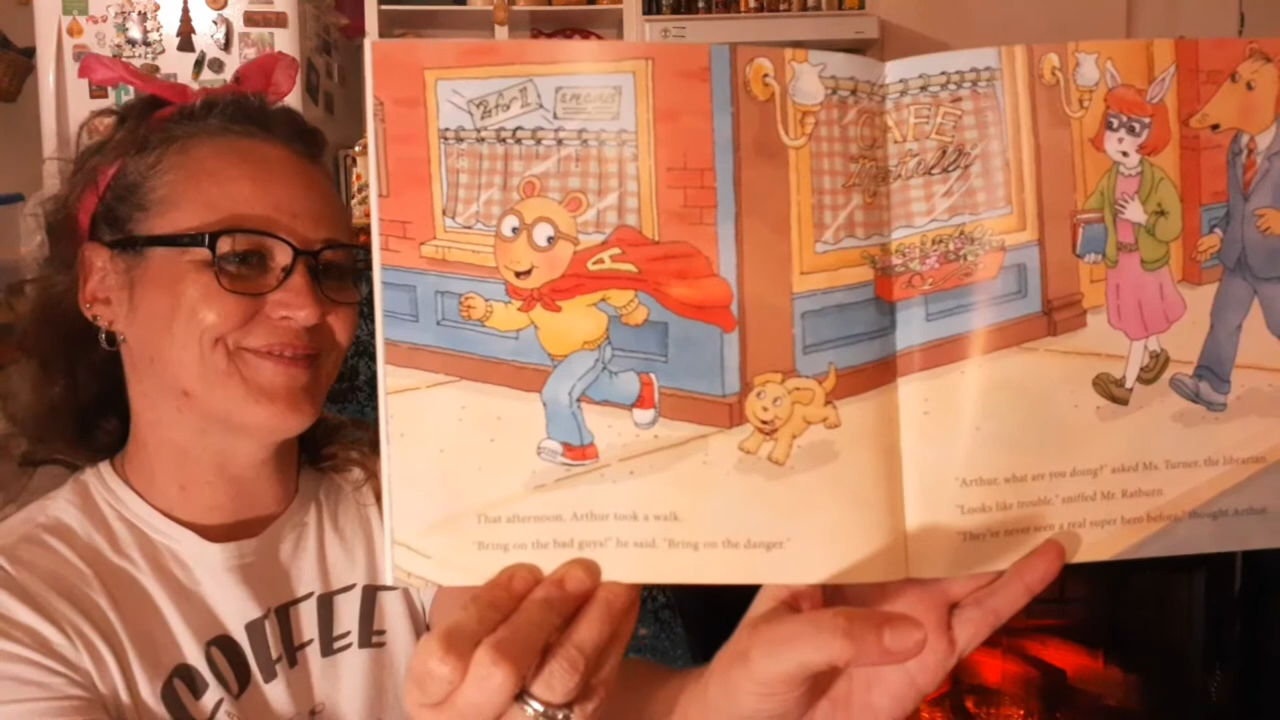 2 for 1
SPECIALS
CAFE
A
That afternoon, Arthur took a walk.
"Bring on the bad guys!" he said. "Bring on the danger."
"Arthur, what are you doing?" asked Ms. Turner, the librarian.
"Looks like trouble," sniffed Mr. Ratburn.
"They've never seen a real super hero before," thought Arthur.
COFFEE